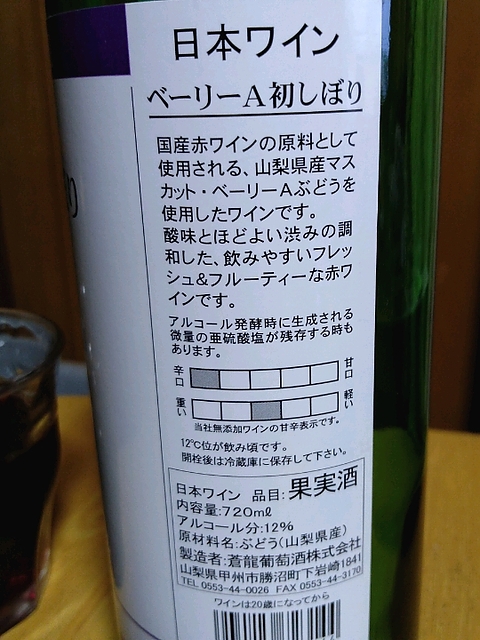 日本ワイン
ベーリーA初しぼり
国産赤ワインの原料として
使用される、山梨県産マス
カット・ベーリーAぶどうを
使用したワインです。
酸味とほどよい渋みの調
和した、飲みやすいフレッ
シュ&フルーティーな赤ワ
インです。
アルコール発酵時に生成される
微量の亜硫酸塩が残存する時も
あります。
辛口 甘口
重い 軽い
当社無添加ワインの甘辛表示です。
12℃位が飲み頃です。
開栓後は冷蔵庫に保存して下さい。
日本ワイン 品目:果実酒
内容量:720mℓ
アルコール分:12%
原材料名:ぶどう(山梨県産)
製造者:蒼龍葡萄酒株式会社
山梨県甲州市勝沼町下岩崎1841
TEL 0553-44-0026 FAX 0553-44-3170
ワインは20歳になってから
り